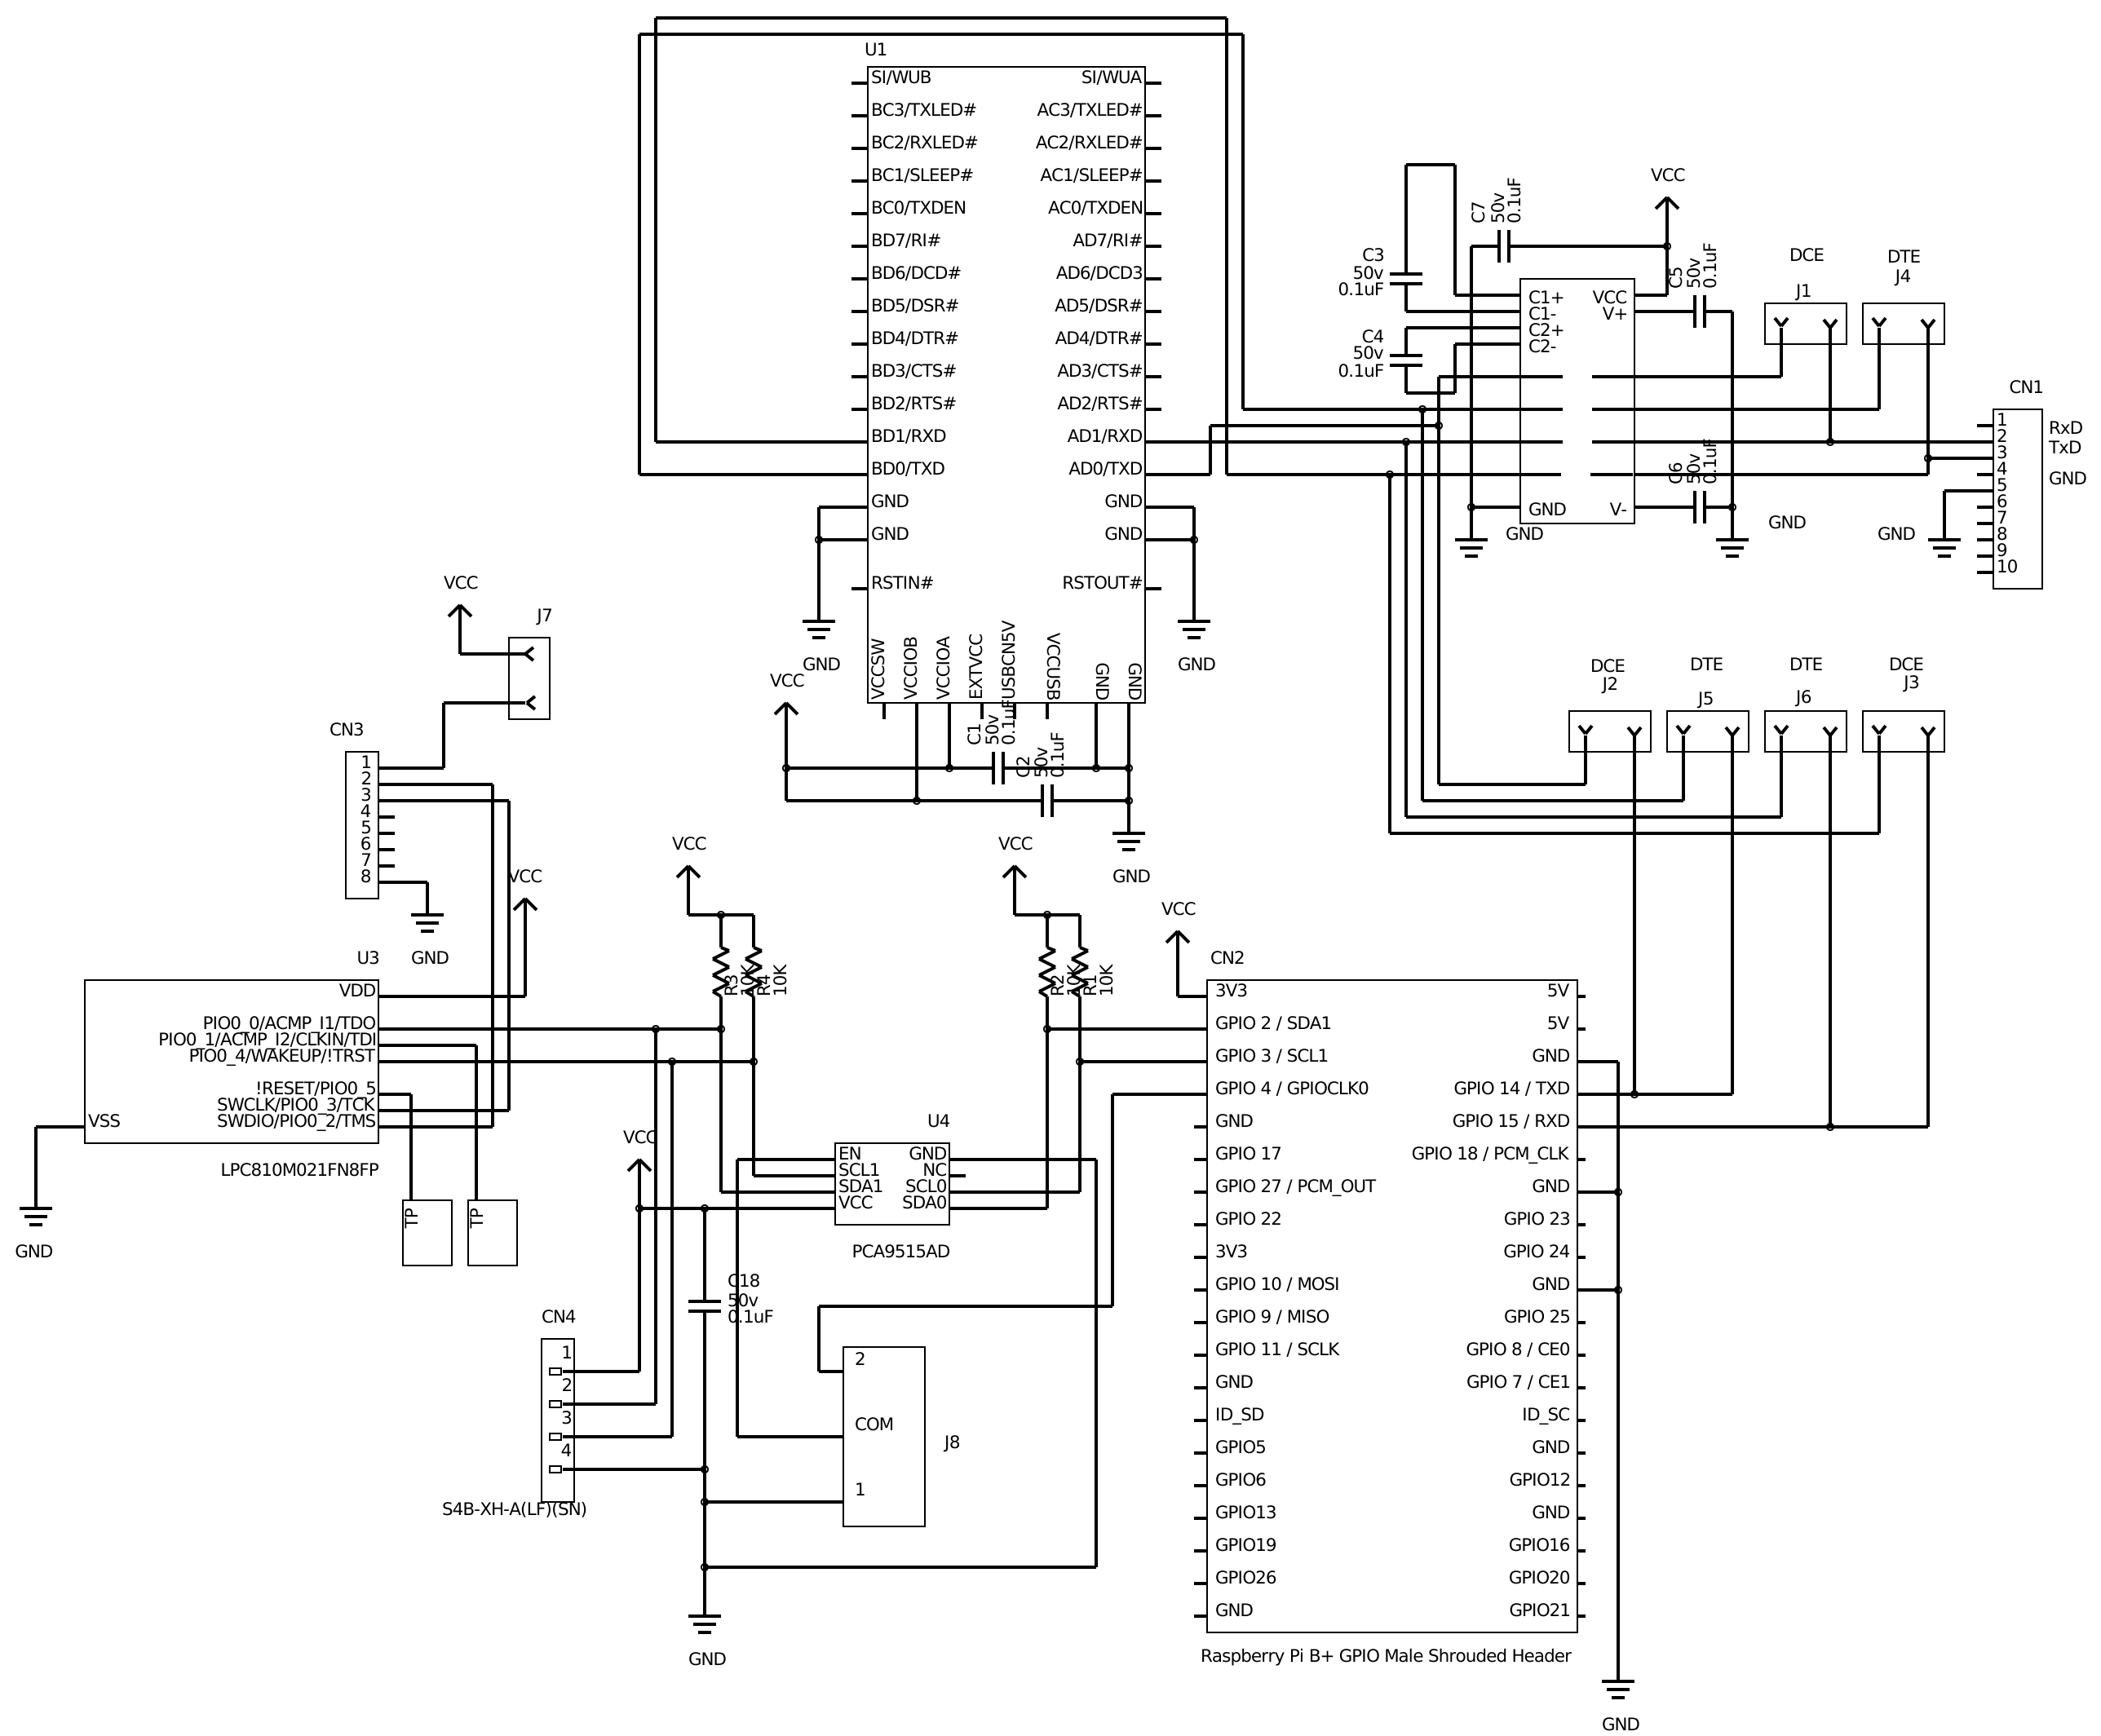 U1
SI/WUB
BC3/TXLED#
BC2/RXLED#
BC1/SLEEP#
BC0/TXDEN
BD7/RI#
BD6/DCD#
BD5/DSR#
BD4/DTR#
BD3/CTS#
BD2/RTS#
BD1/RXD
BD0/TXD
GND
GND
RSTIN#
SI/WUA
AC3/TXLED#
AC2/RXLED#
AC1/SLEEP#
AC0/TXDEN
AD7/RI#
AD6/DCD3
AD5/DSR#
AD4/DTR#
AD3/CTS#
AD2/RTS#
AD1/RXD
AD0/TXD
GND
GND
RSTOUT#
VCCSW
VCCIOB
VCCIOA
EXTVCC
USBCN5V
VCCUSB
GND
GND
GND
GND
VCC
C1
50v
0.1uF
C2
50v
0.1uF
GND
C3
50v
0.1uF
C4
50v
0.1uF
C7
50v
0.1uF
VCC
C5
50v
0.1uF
C1+
C1-
C2+
C2-
VCC
V+
GND
V-
GND
C6
50v
0.1uF
GND
DCE
J1
DTE
J4
CN1
1
2
3
4
5
6
7
8
9
10
RxD
TxD
GND
GND
DCE
J2
DTE
J5
DTE
J6
DCE
J3
VCC
J7
CN3
1
2
3
4
5
6
7
8
GND
VCC
U3
VDD
PIO0_0/ACMP_I1/TDO
PIO0_1/ACMP_I2/CLKIN/TDI
PIO0_4/WAKEUP/!TRST
!RESET/PIO0_5
SWCLK/PIO0_3/TCK
SWDIO/PIO0_2/TMS
VSS
LPC810M021FN8FP
GND
TP
TP
VCC
R3
10K
R4
10K
VCC
R2
10K
R1
10K
VCC
U4
EN
SCL1
SDA1
VCC
GND
NC
SCL0
SDA0
PCA9515AD
C18
50v
0.1uF
CN4
1
2
3
4
S4B-XH-A(LF)(SN)
2
COM
1
J8
GND
VCC
CN2
3V3
GPIO 2 / SDA1
GPIO 3 / SCL1
GPIO 4 / GPIOCLK0
GND
GPIO 17
GPIO 27 / PCM_OUT
GPIO 22
3V3
GPIO 10 / MOSI
GPIO 9 / MISO
GPIO 11 / SCLK
GND
ID_SD
GPIO5
GPIO6
GPIO13
GPIO19
GPIO26
GND
5V
5V
GND
GPIO 14 / TXD
GPIO 15 / RXD
GPIO 18 / PCM_CLK
GND
GPIO 23
GPIO 24
GND
GPIO 25
GPIO 8 / CE0
GPIO 7 / CE1
ID_SC
GND
GPIO12
GND
GPIO16
GPIO20
GPIO21
Raspberry Pi B+ GPIO Male Shrouded Header
GND